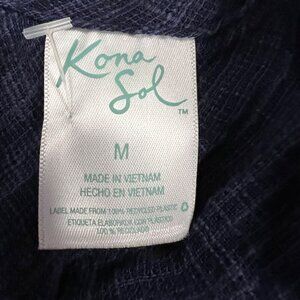 Kona
Sol
™
M
MADE IN VIETNAM
HECHO EN VIETNAM
LABEL MADE FROM 100% RECYCLED PLASTIC
ETIQUETA ELABORADA CON PLÁSTICO
100 % RECICLADO